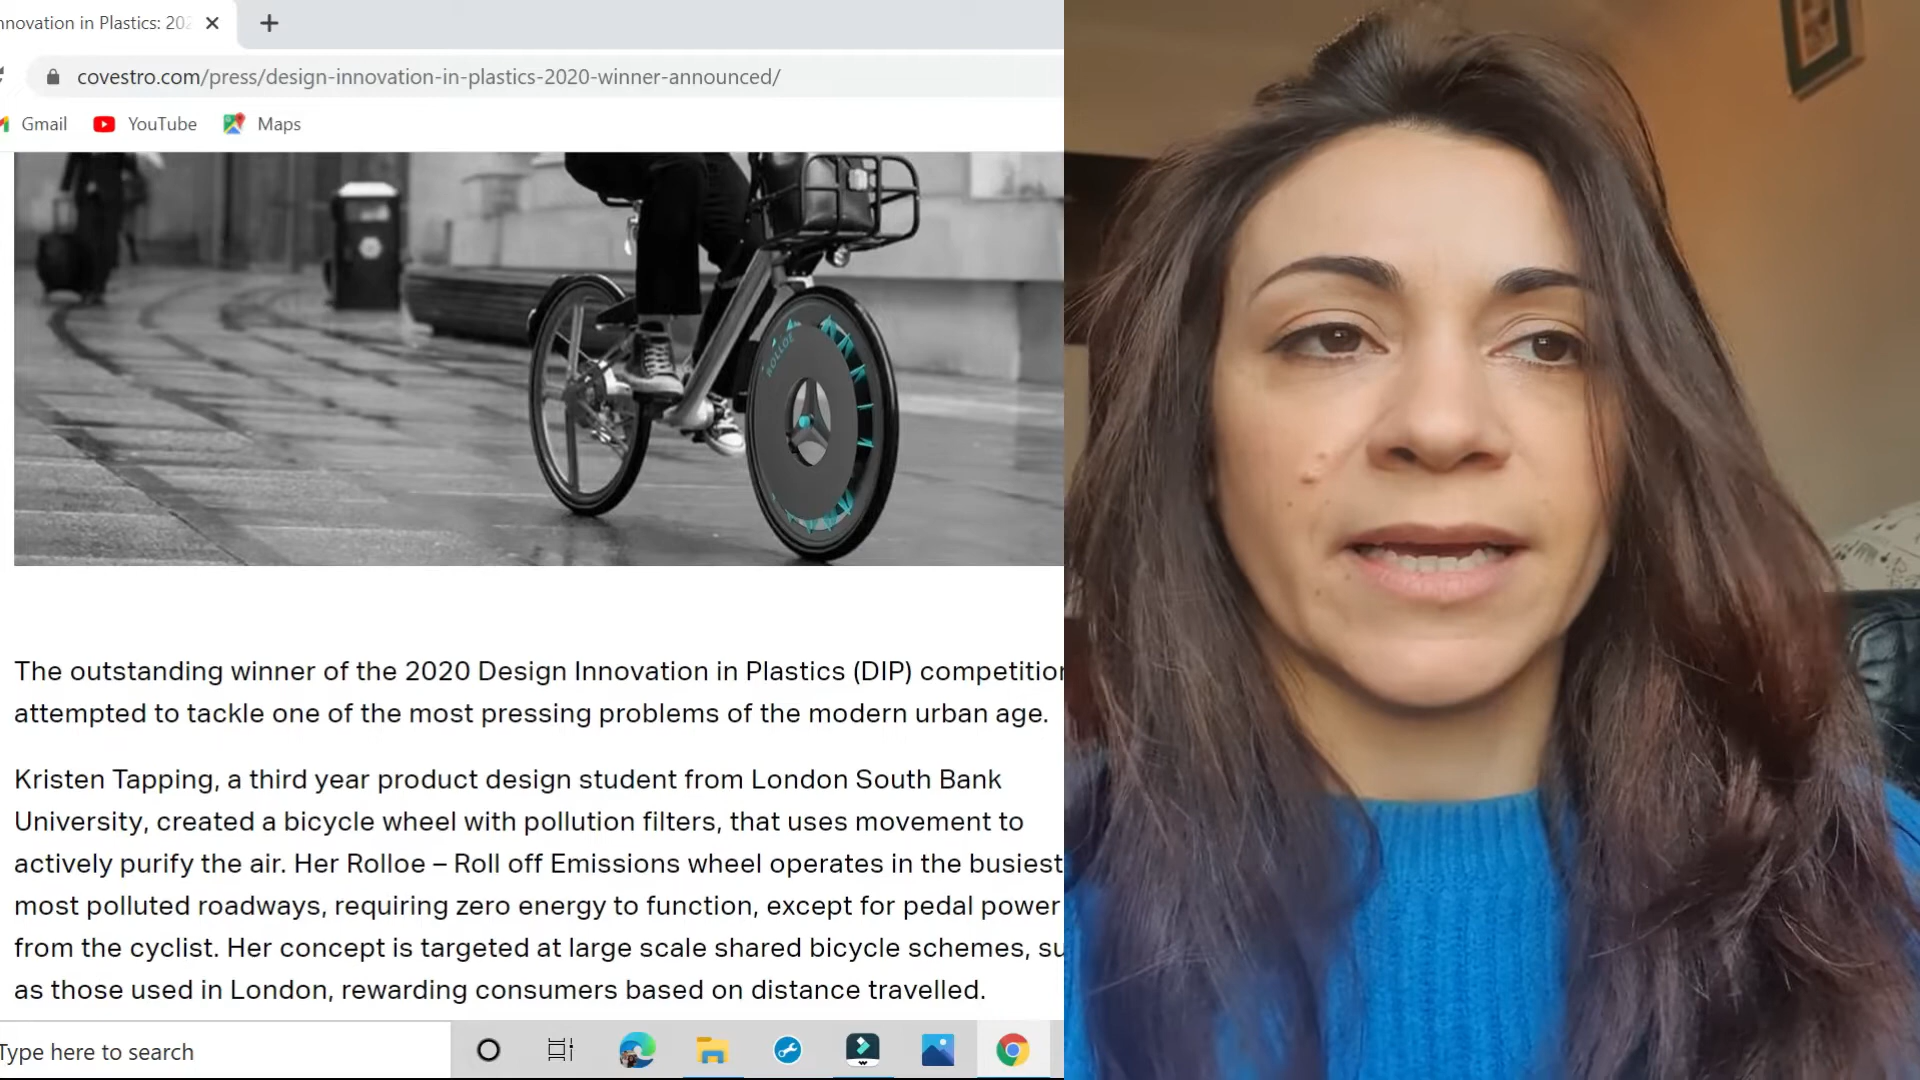 nnovation in Plastics: 202
covestro.com/press/design-innovation-in-plastics-2020-winner-announced/
Gmail YouTube Maps
ROLLOE
The outstanding winner of the 2020 Design Innovation in Plastics (DIP) competition
attempted to tackle one of the most pressing problems of the modern urban age.
Kristen Tapping, a third year product design student from London South Bank
University, created a bicycle wheel with pollution filters, that uses movement to
actively purify the air. Her Rolloe – Roll off Emissions wheel operates in the busiest
most polluted roadways, requiring zero energy to function, except for pedal power
from the cyclist. Her concept is targeted at large scale shared bicycle schemes, su
as those used in London, rewarding consumers based on distance travelled.
Type here to search